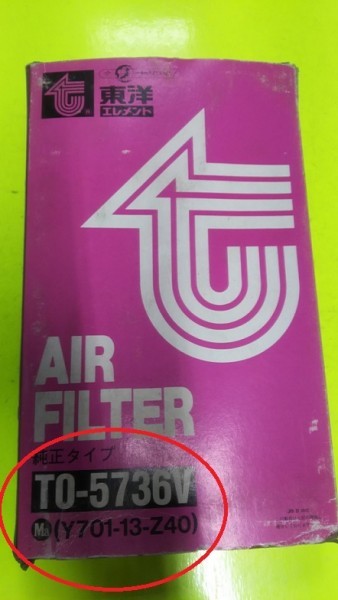 東洋
エレメント
AIR
FILTER
純正タイプ
TO-5736V
(Y701-13-Z40)